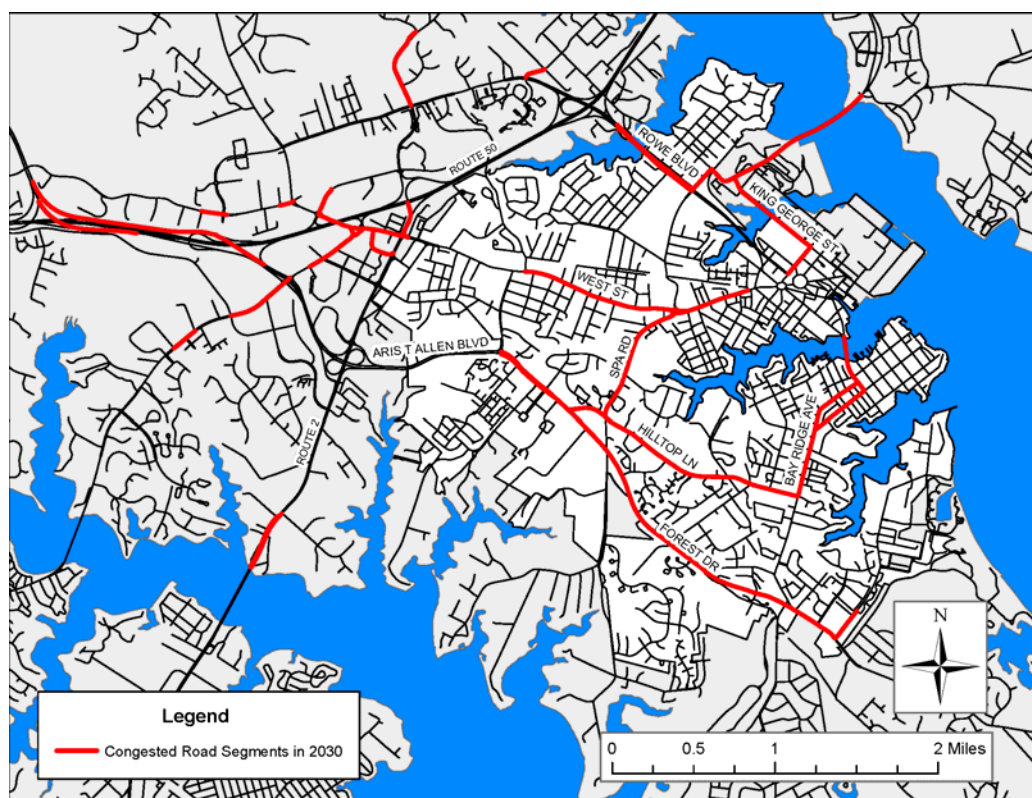 ROUTE 50
ROWE BLVD
KING GEORGE ST.
WEST ST
SPA RD
ARIS T ALLEN BLVD
ROUTE 2
HILLTOP LN
BAY RIDGE AVE
FOREST DR
N
Legend
Congested Road Segments in 2030
0 0.5 1 2 Miles